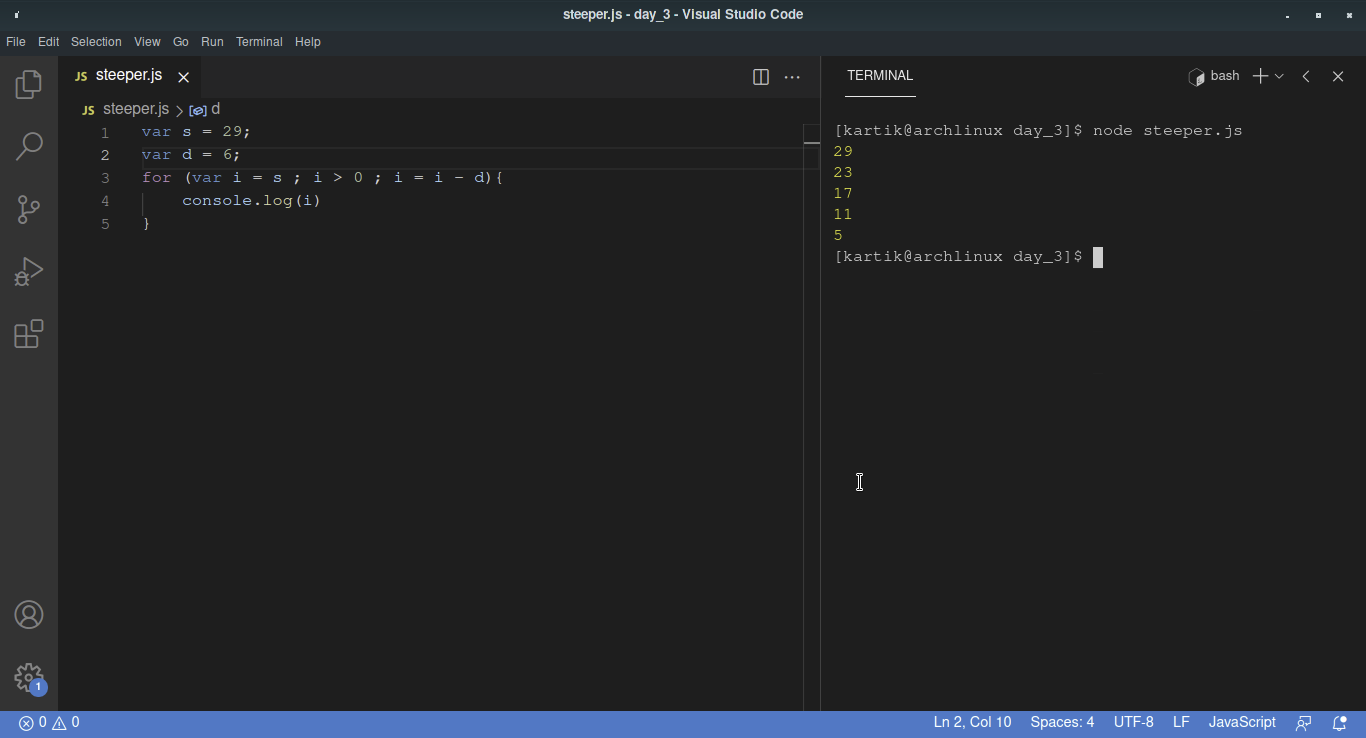 steeper.js - day_3 - Visual Studio Code
File Edit Selection View Go Run Terminal Help
JS steeper.js
JS steeper.js > d
1 var s = 29;
2 var d = 6;
3 for (var i = s ; i > 0 ; i = i - d){
4     console.log(i)
5 }
TERMINAL
bash
[kartik@archlinux day_3]$ node steeper.js
29
23
17
11
5
[kartik@archlinux day_3]$
1
0 0
Ln 2, Col 10 Spaces: 4 UTF-8 LF JavaScript